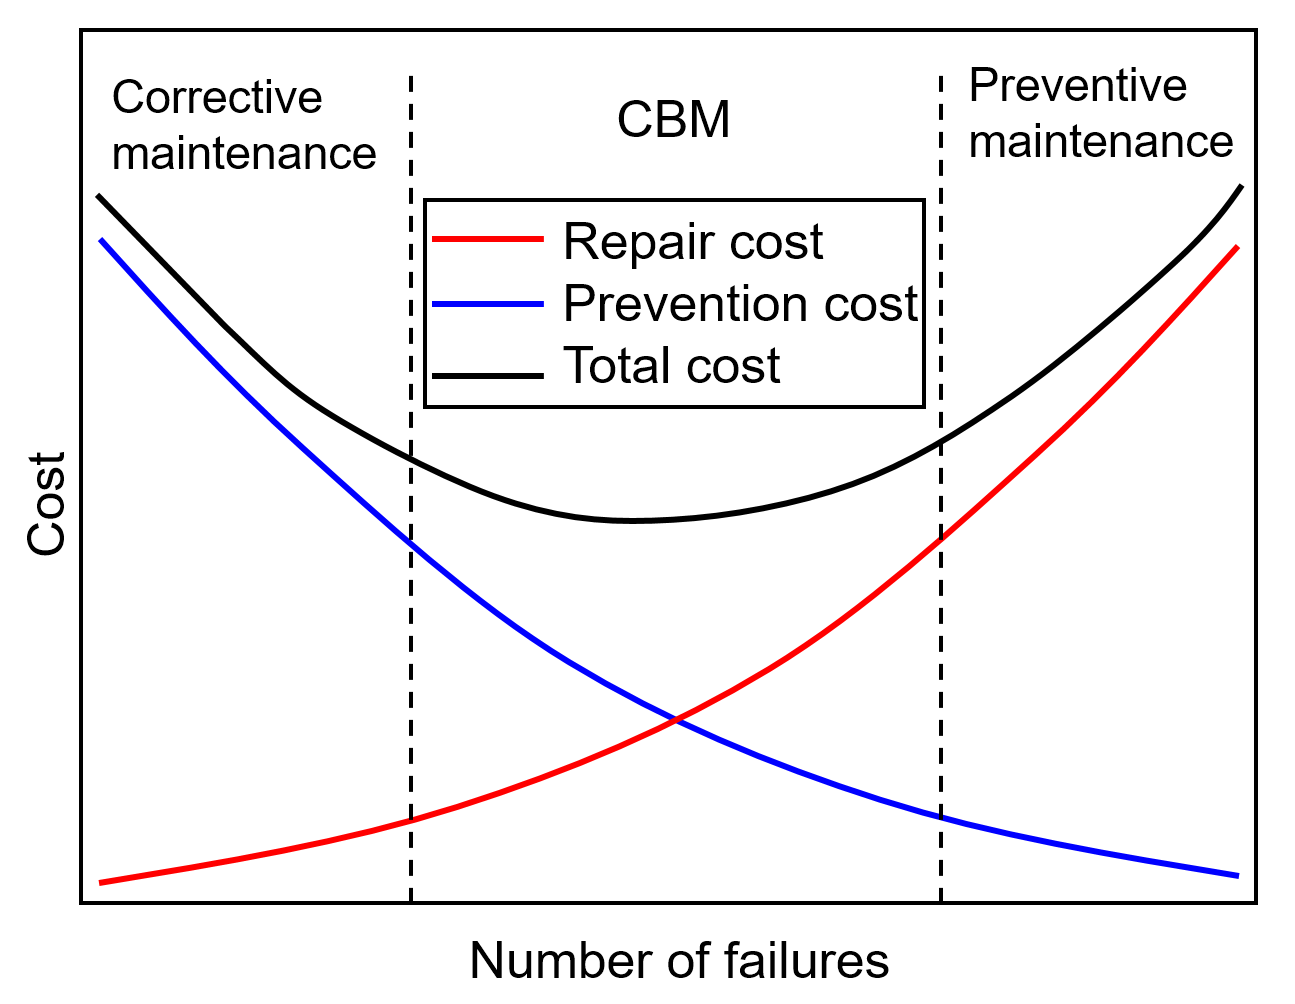 Corrective
maintenance
CBM
Preventive
maintenance
Repair cost
Prevention cost
Total cost
Cost
Number of failures